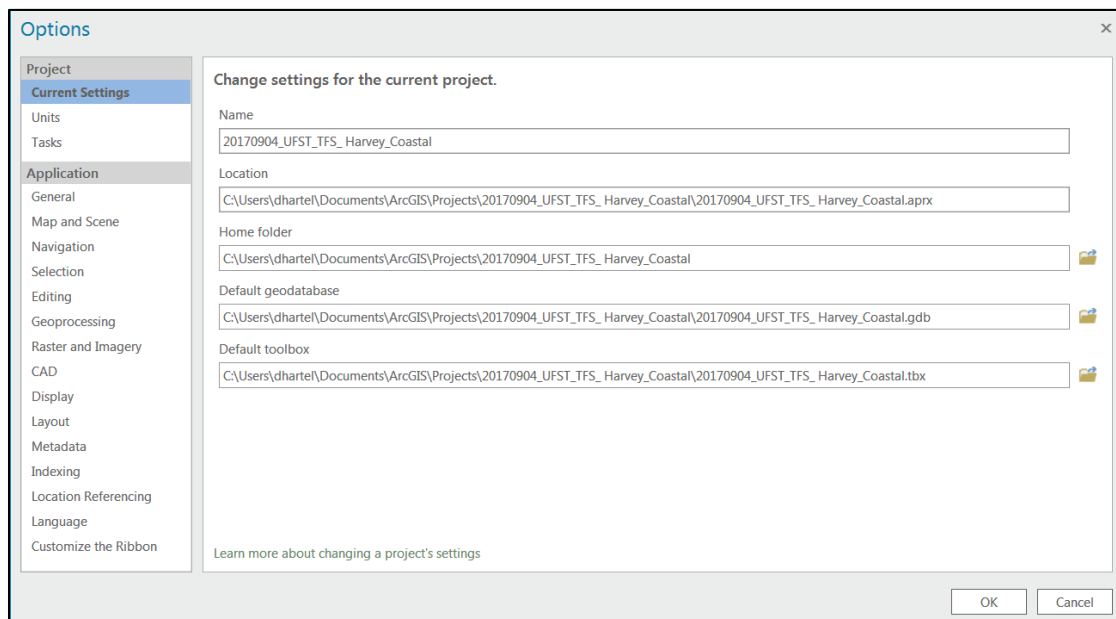 Options
Project
Current Settings
Units
Tasks
Application
General
Map and Scene
Navigation
Selection
Editing
Geoprocessing
Raster and Imagery
CAD
Display
Layout
Metadata
Indexing
Location Referencing
Language
Customize the Ribbon
Change settings for the current project.
Name
20170904_UFST_TFS_ Harvey_Coastal
Location
C:\Users\dhartel\Documents\ArcGIS\Projects\20170904_UFST_TFS_ Harvey_Coastal\20170904_UFST_TFS_ Harvey_Coastal.aprx
Home folder
C:\Users\dhartel\Documents\ArcGIS\Projects\20170904_UFST_TFS_ Harvey_Coastal
Default geodatabase
C:\Users\dhartel\Documents\ArcGIS\Projects\20170904_UFST_TFS_ Harvey_Coastal\20170904_UFST_TFS_ Harvey_Coastal.gdb
Default toolbox
C:\Users\dhartel\Documents\ArcGIS\Projects\20170904_UFST_TFS_ Harvey_Coastal\20170904_UFST_TFS_ Harvey_Coastal.tbx
Learn more about changing a project's settings
OK Cancel